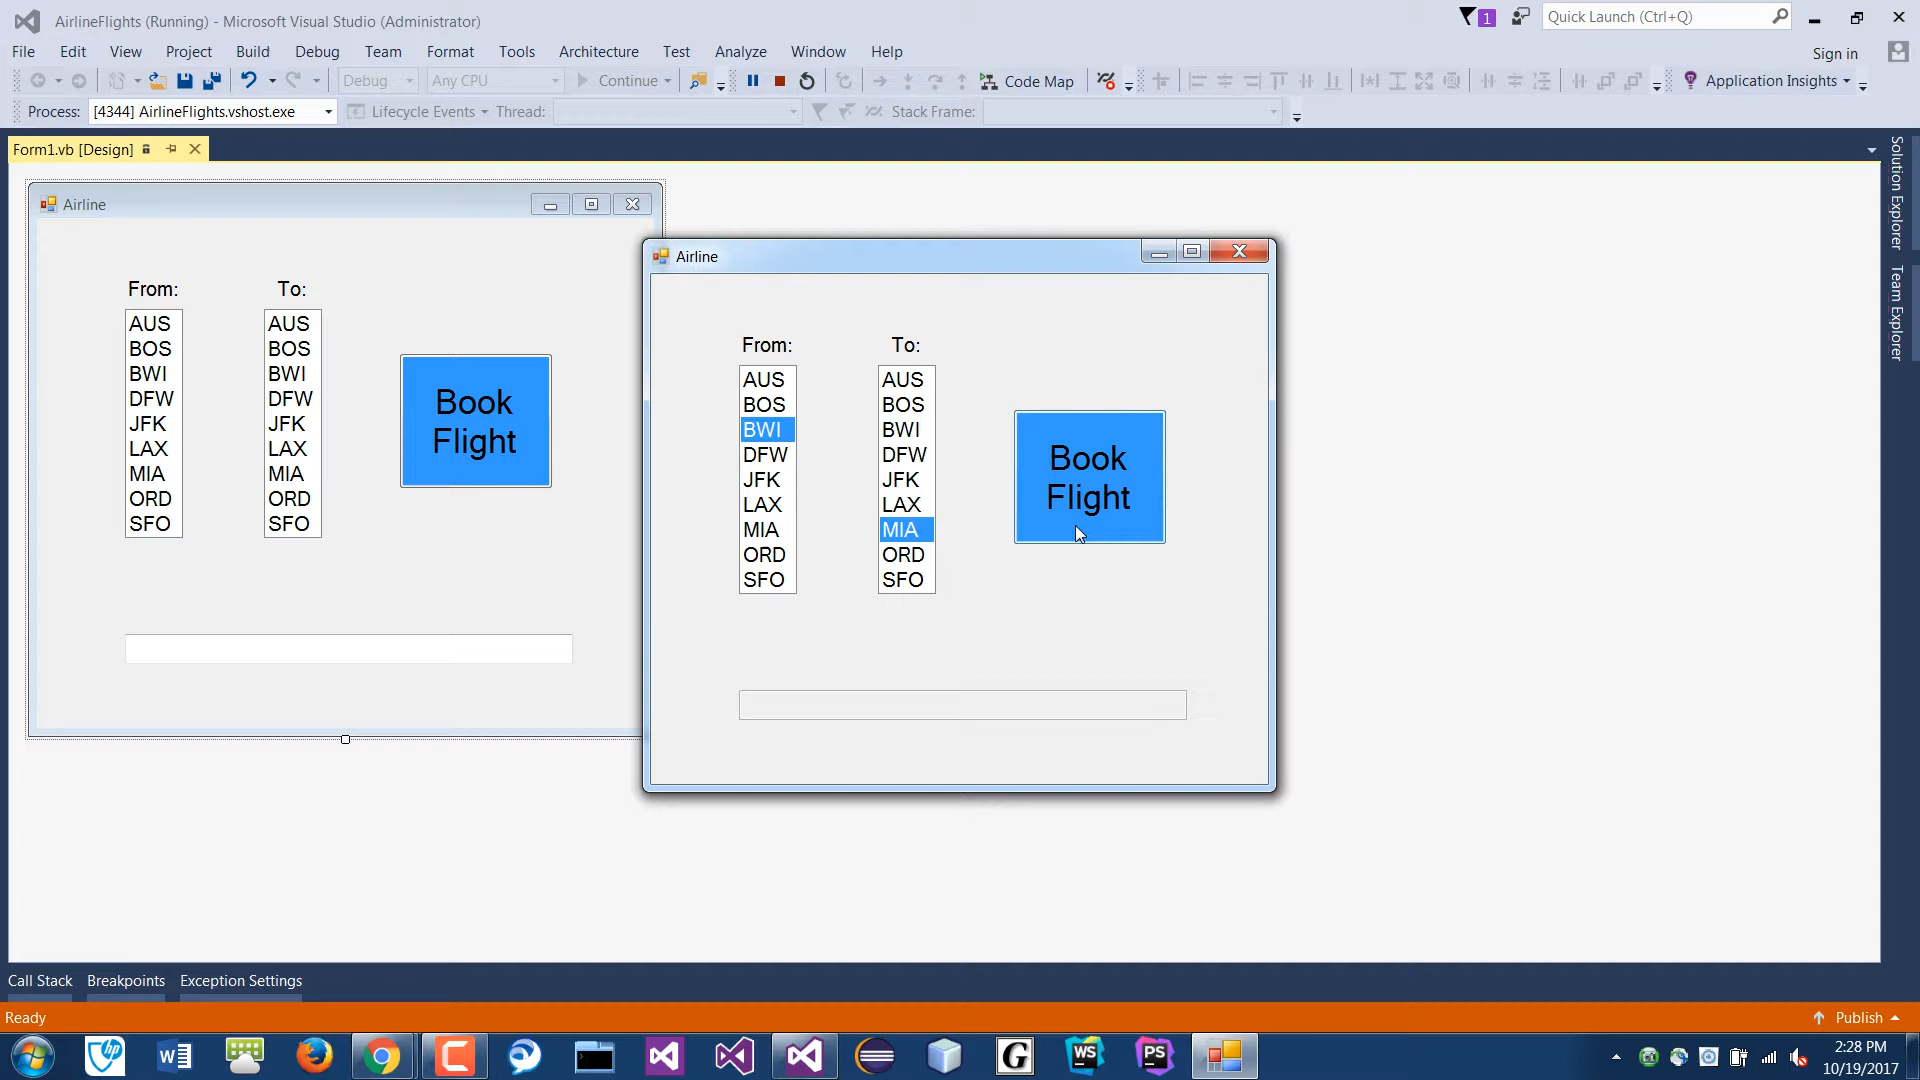 AirlineFlights (Running) - Microsoft Visual Studio (Administrator)
1
Quick Launch (Ctrl+Q)
File Edit View Project Build Debug Team Format Tools Architecture Test Analyze Window Help
Sign in
Debug Any CPU Continue Code Map Application Insights
Process: [4344] AirlineFlights.vshost.exe Lifecycle Events Thread: Stack Frame:
Form1.vb [Design]
Solution Explorer
Team Explorer
Airline
From: To:
AUS AUS
BOS BOS
BWI BWI
DFW DFW
JFK JFK
LAX LAX
MIA MIA
ORD ORD
SFO SFO
Book
Flight
Airline
From: To:
AUS AUS
BOS BOS
BWI BWI
DFW DFW
JFK JFK
LAX LAX
MIA MIA
ORD ORD
SFO SFO
Book
Flight
Call Stack Breakpoints Exception Settings
Ready
Publish
hp
W
G
WS
PS
2:28 PM
10/19/2017